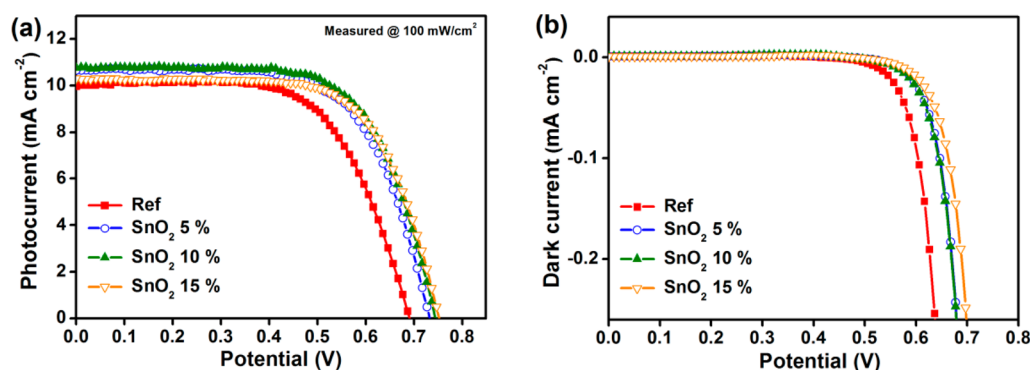 (a)
Measured @ 100 mW/cm²
Photocurrent (mA cm⁻²)
12
10
8
6
4
2
0
Ref
SnO₂ 5 %
SnO₂ 10 %
SnO₂ 15 %
0.0 0.1 0.2 0.3 0.4 0.5 0.6 0.7 0.8
Potential (V)
(b)
Dark current (mA cm⁻²)
0.0
-0.1
-0.2
Ref
SnO₂ 5 %
SnO₂ 10 %
SnO₂ 15 %
0.0 0.1 0.2 0.3 0.4 0.5 0.6 0.7 0.8
Potential (V)